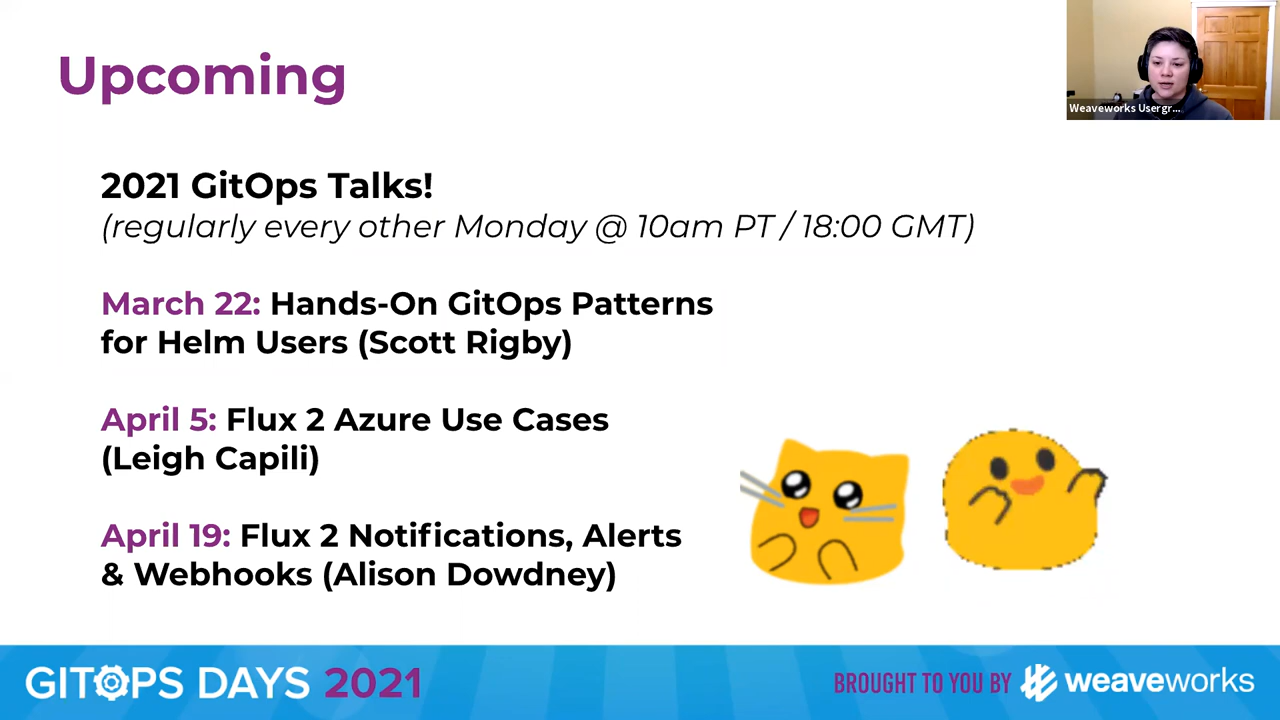 Upcoming
Weaveworks Usergr...
2021 GitOps Talks!
(regularly every other Monday @ 10am PT / 18:00 GMT)
March 22: Hands-On GitOps Patterns
for Helm Users (Scott Rigby)
April 5: Flux 2 Azure Use Cases
(Leigh Capili)
April 19: Flux 2 Notifications, Alerts
& Webhooks (Alison Dowdney)
GITOPS DAYS 2021
BROUGHT TO YOU BY weaveworks